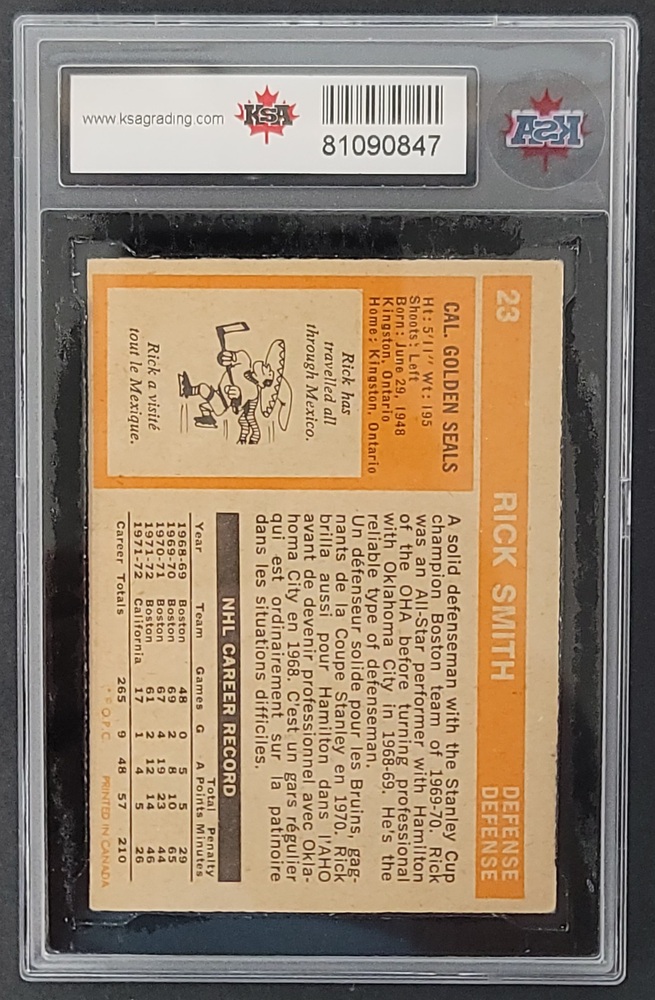 www.ksagrading.com
KSA
81090847
KSA
23 RICK SMITH DEFENSE
DEFENSE
CAL. GOLDEN SEALS
Ht: 5'11" Wt: 195
Shoots: Left
Born: June 29, 1948
Kingston, Ontario
Home: Kingston, Ontario
Rick has
travelled all
through Mexico.
Rick a visité
tout le Mexique.
A solid defenseman with the Stanley Cup
champion Boston team of 1969-70. Rick
was an All-Star performer with Hamilton
of the OHA before turning professional
with Oklahoma City in 1968-69. He's the
reliable type of defenseman.
Un défenseur solide pour les Bruins, gag-
nants de la Coupe Stanley en 1970. Rick
brilla aussi pour Hamilton dans l'AHO
avant de devenir professionnel avec Okla-
homa City en 1968. C'est un gars régulier
qui est ordinairement sur la patinoire
dans les situations difficiles.
NHL CAREER RECORD
Total Penalty
Year Team Games G A Points Minutes
1968-69 Boston 48 0 5 5 29
1969-70 Boston 69 2 8 10 65
1970-71 Boston 67 4 19 23 44
1971-72 Boston 61 2 12 14 46
1971-72 California 17 1 4 5 26
Career Totals 265 9 48 57 210
* © O.P.C. PRINTED IN CANADA